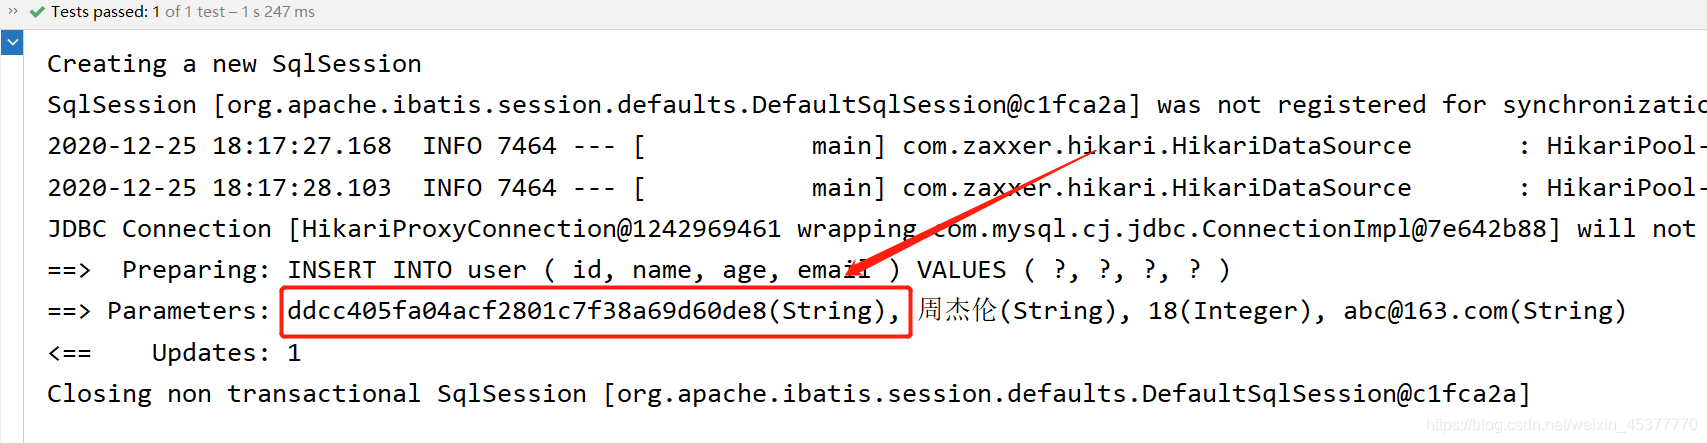 Tests passed: 1 of 1 test – 1 s 247 ms
Creating a new SqlSession
SqlSession [org.apache.ibatis.session.defaults.DefaultSqlSession@c1fca2a] was not registered for synchronizatio
2020-12-25 18:17:27.168  INFO 7464 --- [           main] com.zaxxer.hikari.HikariDataSource       : HikariPool-
2020-12-25 18:17:28.103  INFO 7464 --- [           main] com.zaxxer.hikari.HikariDataSource       : HikariPool-
JDBC Connection [HikariProxyConnection@1242969461 wrapping com.mysql.cj.jdbc.ConnectionImpl@7e642b88] will not
==>  Preparing: INSERT INTO user ( id, name, age, email ) VALUES ( ?, ?, ?, ? )
==> Parameters: ddcc405fa04acf2801c7f38a69d60de8(String), 周杰伦(String), 18(Integer), abc@163.com(String)
<==    Updates: 1
Closing non transactional SqlSession [org.apache.ibatis.session.defaults.DefaultSqlSession@c1fca2a]
https://blog.csdn.net/weixin_45377770